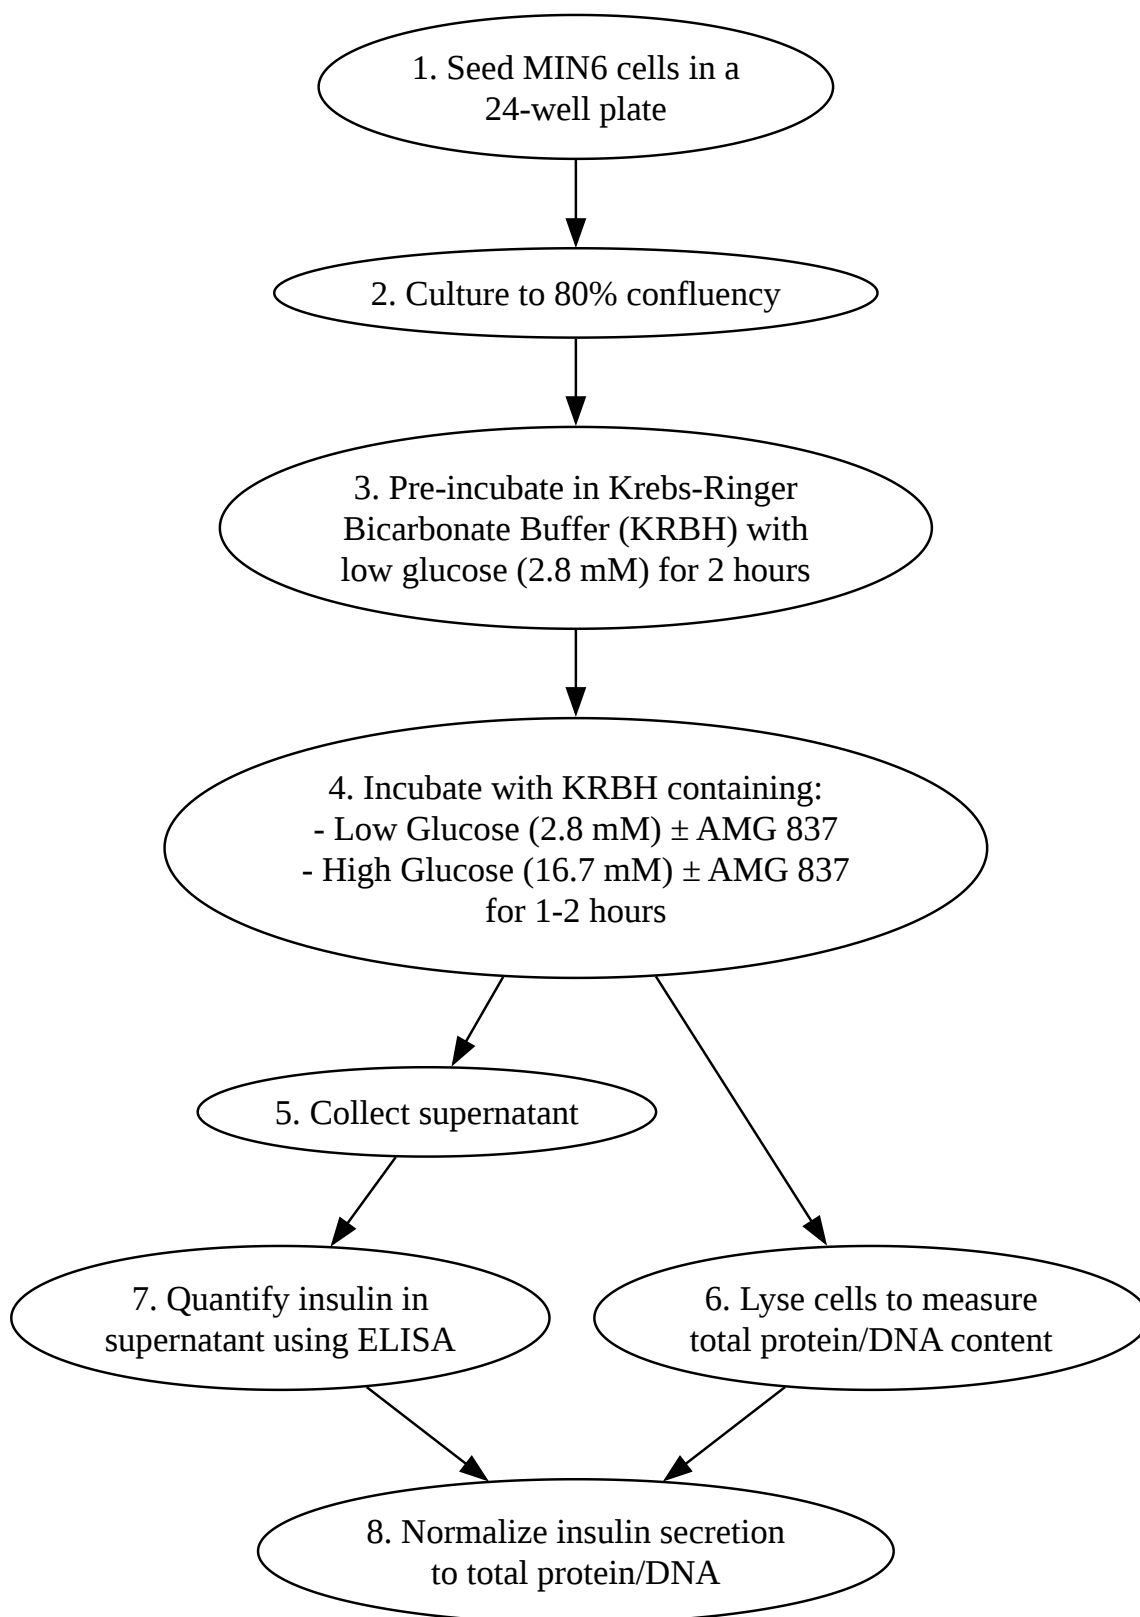 1. Seed MIN6 cells in a
24-well plate
2. Culture to 80% confluency
3. Pre-incubate in Krebs-Ringer
Bicarbonate Buffer (KRBH) with
low glucose (2.8 mM) for 2 hours
4. Incubate with KRBH containing:
- Low Glucose (2.8 mM) ± AMG 837
- High Glucose (16.7 mM) ± AMG 837
for 1-2 hours
5. Collect supernatant
7. Quantify insulin in
supernatant using ELISA
6. Lyse cells to measure
total protein/DNA content
8. Normalize insulin secretion
to total protein/DNA